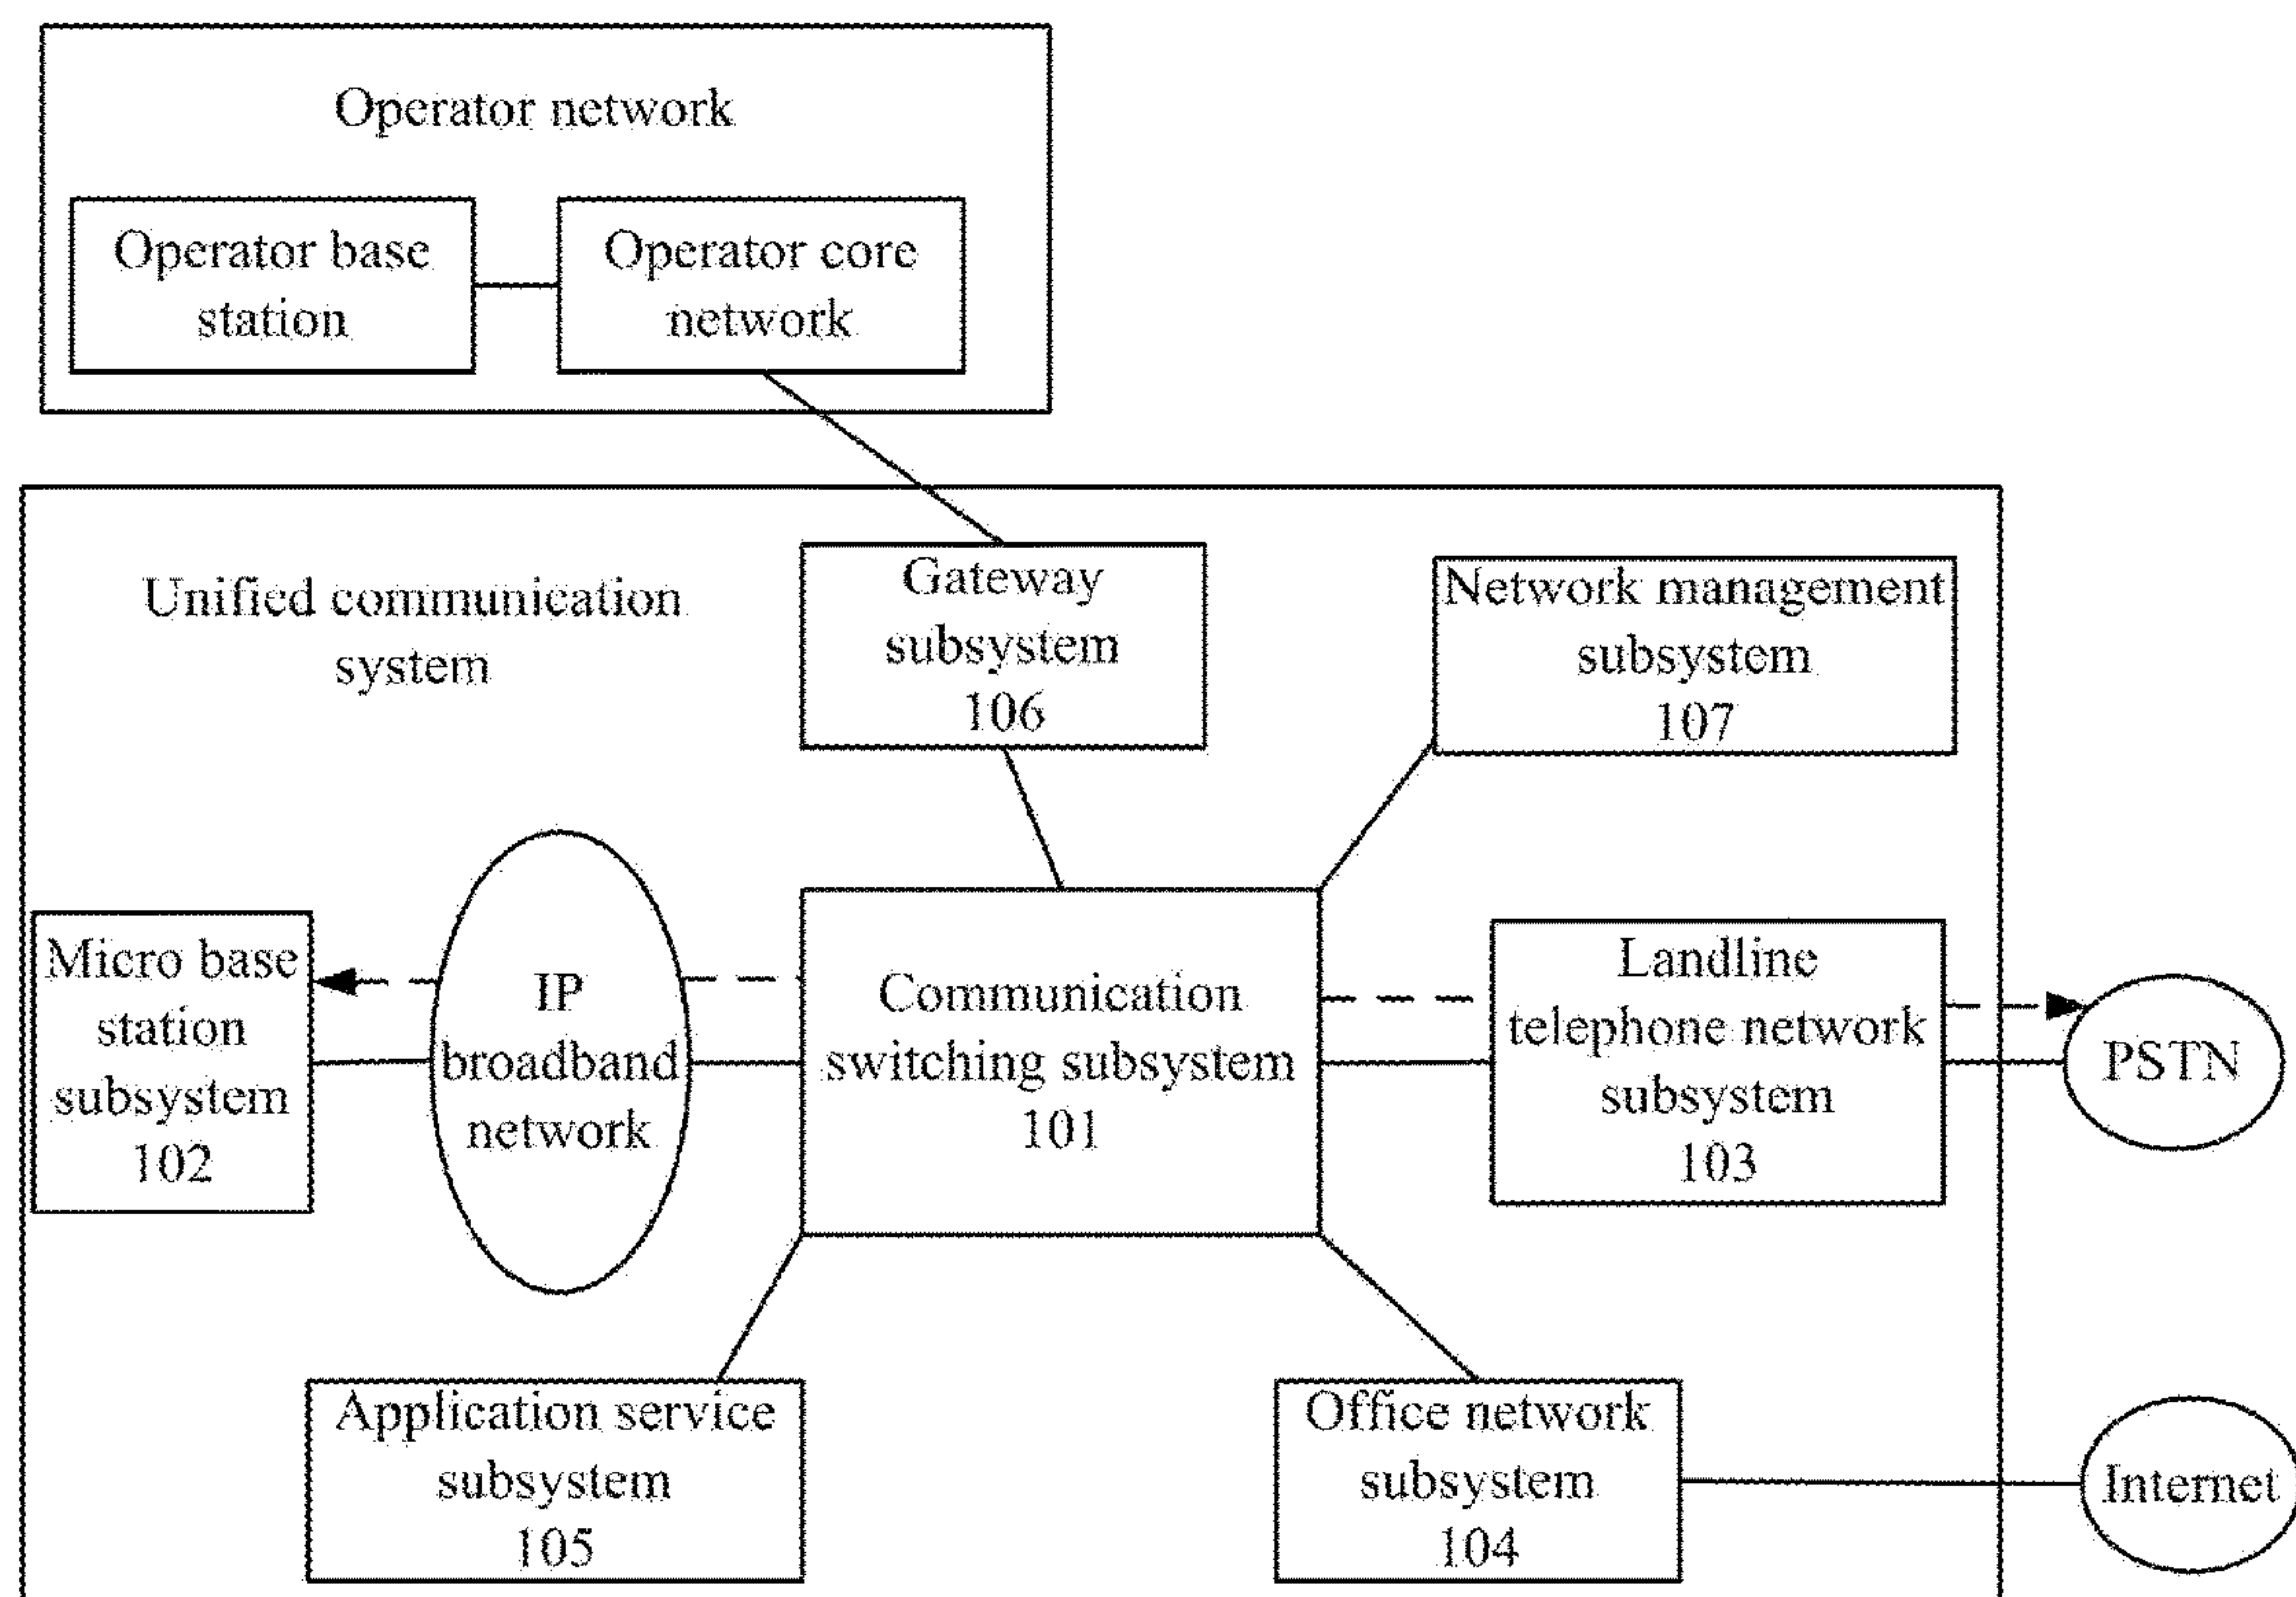 Operator network
Operator base
station
Operator core
network
Unified communication
system
Gateway
subsystem
106
Network management
subsystem
107
Micro base
station
subsystem
102
IP
broadband
network
Communication
switching subsystem
101
Landline
telephone network
subsystem
103
PSTN
Application service
subsystem
105
Office network
subsystem
104
Internet